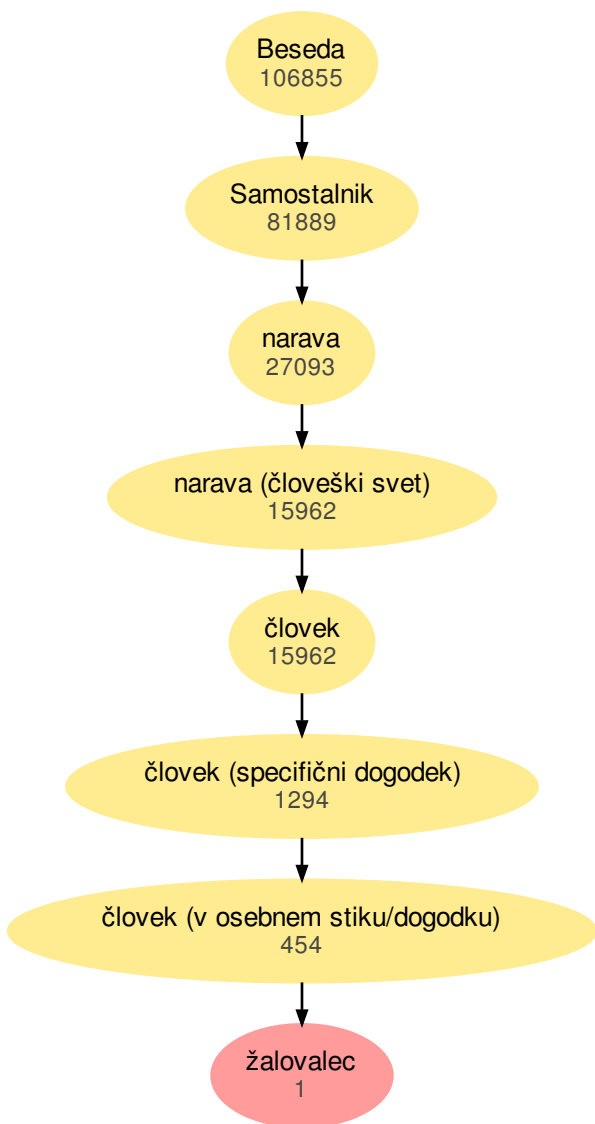 Beseda
106855
Samostalnik
81889
narava
27093
narava (človeški svet)
15962
človek
15962
človek (specifični dogodek)
1294
človek (v osebnem stiku/dogodku)
454
žalovalec
1